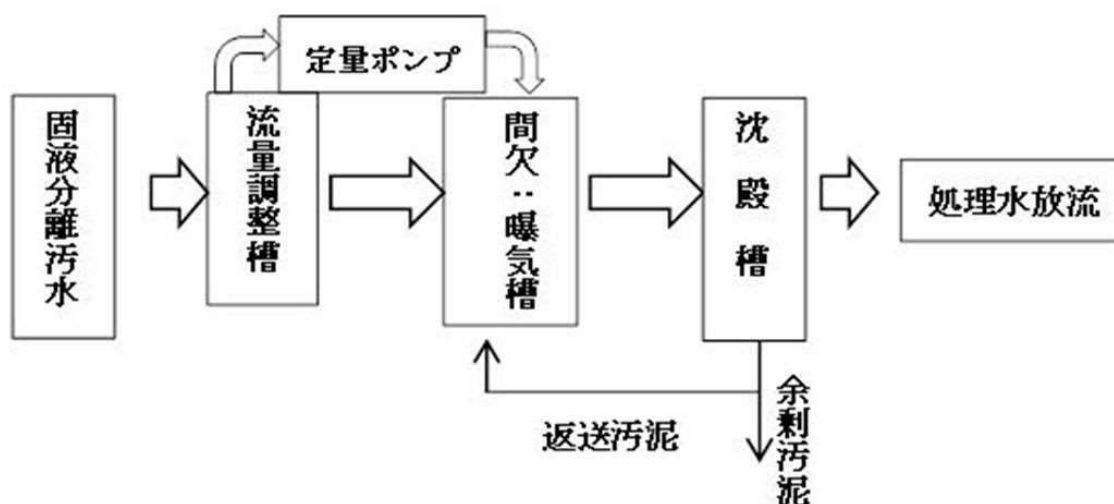 定量ポンプ
固液分離汚水
流量調整槽
間欠:曝気槽
沈殿槽
処理水放流
返送汚泥
余剰汚泥